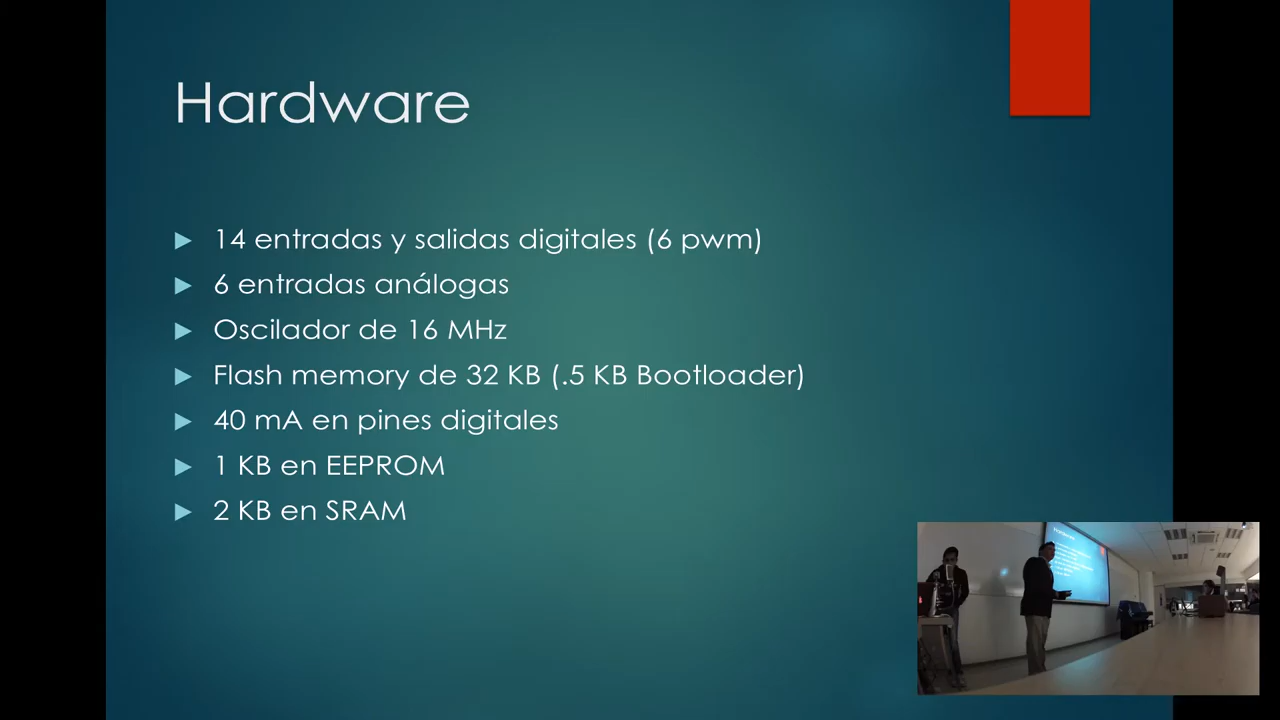 Hardware
14 entradas y salidas digitales (6 pwm)
6 entradas análogas
Oscilador de 16 MHz
Flash memory de 32 KB (.5 KB Bootloader)
40 mA en pines digitales
1 KB en EEPROM
2 KB en SRAM